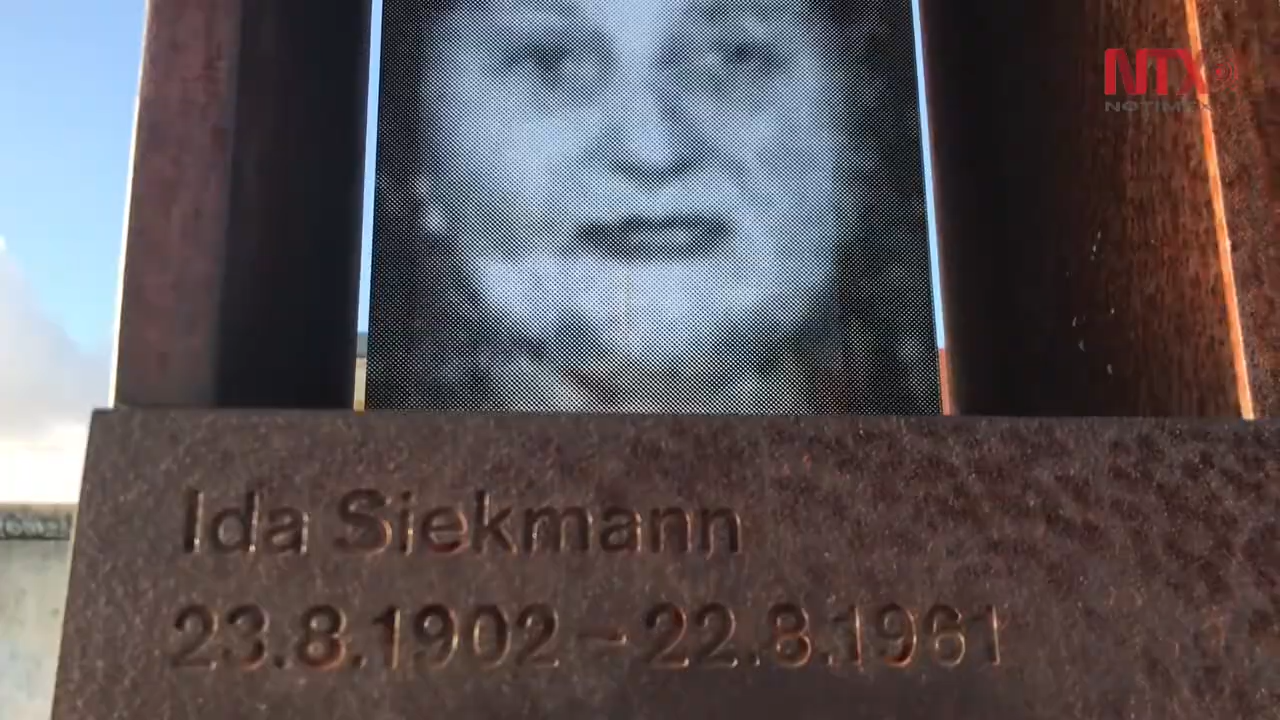 NTX
NOTIMEX
Ida Siekmann
23.8.1902 – 22.8.1961